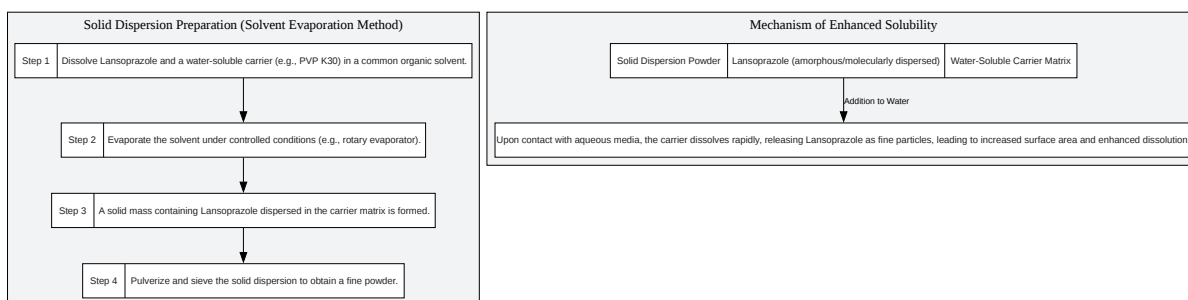 Solid Dispersion Preparation (Solvent Evaporation Method)
Step 1 Dissolve Lansoprazole and a water-soluble carrier (e.g., PVP K30) in a common organic solvent.
Step 2 Evaporate the solvent under controlled conditions (e.g., rotary evaporator).
Step 3 A solid mass containing Lansoprazole dispersed in the carrier matrix is formed.
Step 4 Pulverize and sieve the solid dispersion to obtain a fine powder.
Mechanism of Enhanced Solubility
Solid Dispersion Powder Lansoprazole (amorphous/molecularly dispersed) Water-Soluble Carrier Matrix
Addition to Water
Upon contact with aqueous media, the carrier dissolves rapidly, releasing Lansoprazole as fine particles, leading to increased surface area and enhanced dissolution